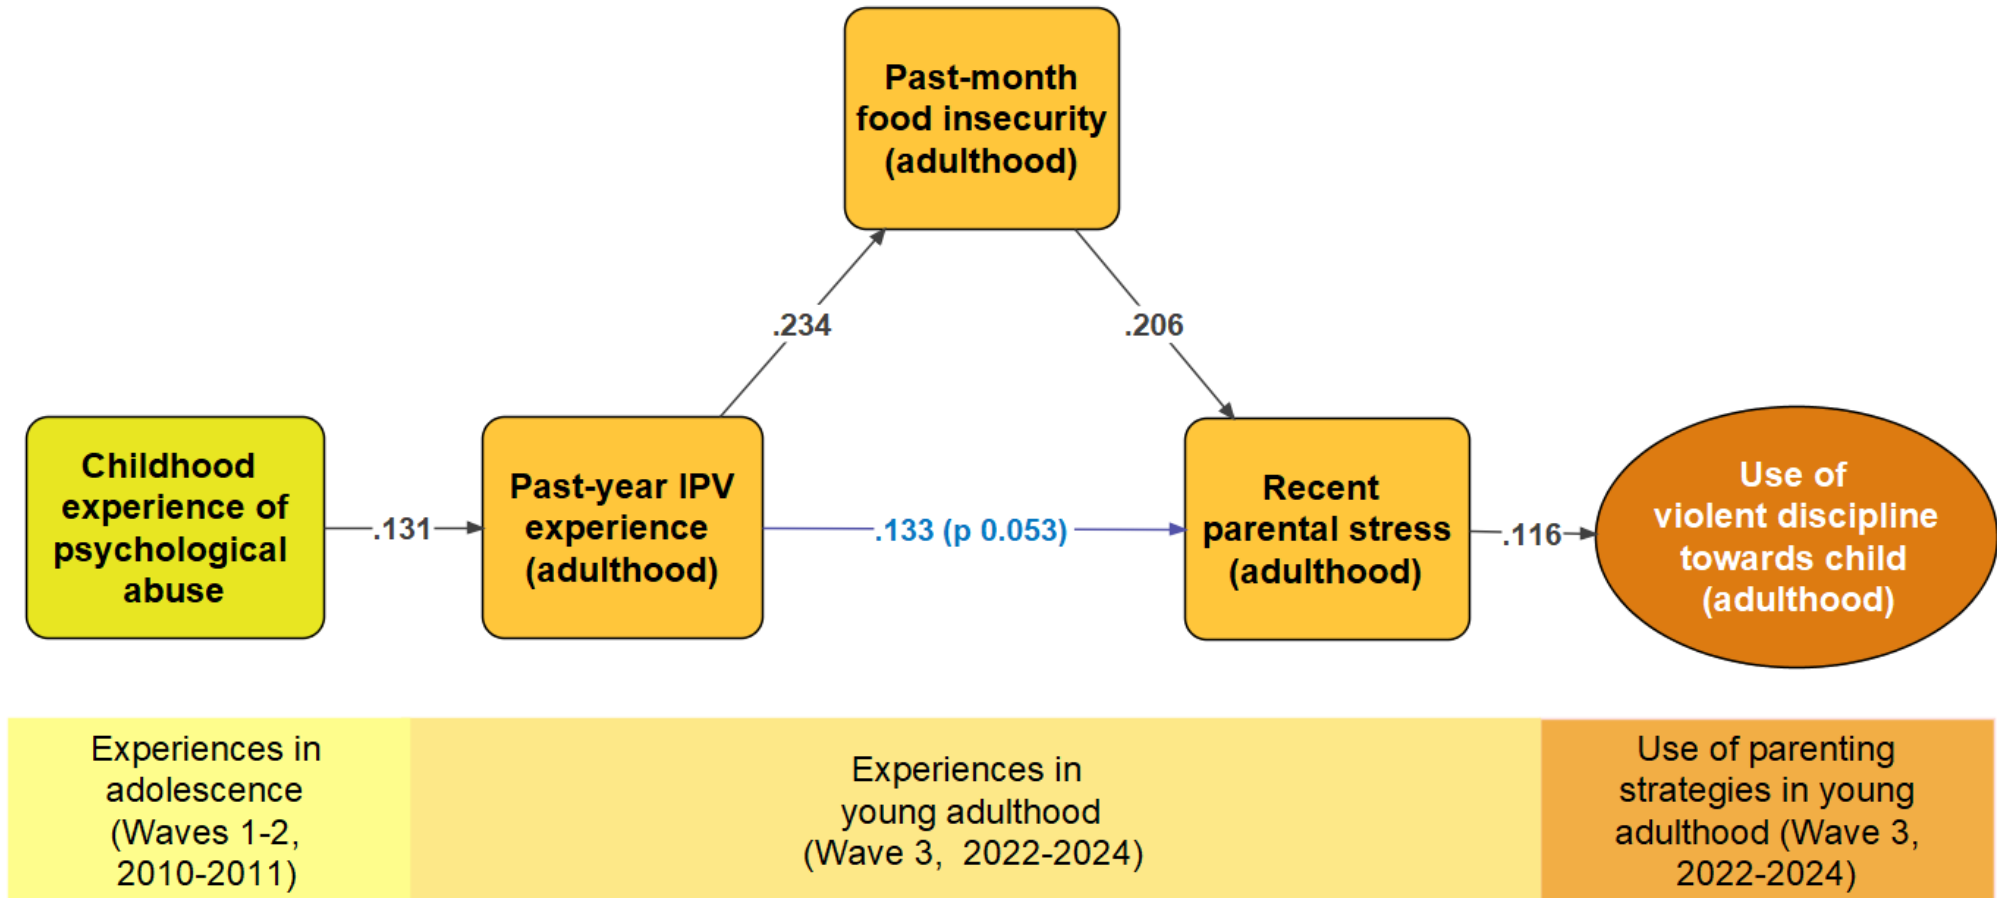 Past-month
food insecurity
(adulthood)
.234
.206
Childhood
experience of
psychological
abuse
.131
Past-year IPV
experience
(adulthood)
.133 (p 0.053)
Recent
parental stress
(adulthood)
.116
Use of
violent discipline
towards child
(adulthood)
Experiences in
adolescence
(Waves 1-2,
2010-2011)
Experiences in
young adulthood
(Wave 3,  2022-2024)
Use of parenting
strategies in young
adulthood (Wave 3,
2022-2024)